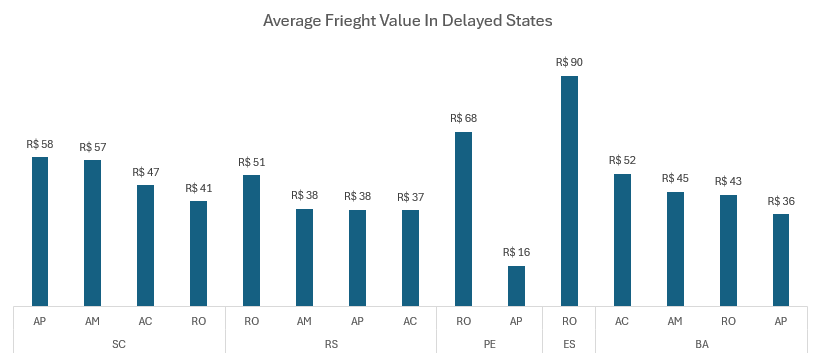 Average Frieght Value In Delayed States
R$ 58
R$ 57
R$ 47
R$ 41
R$ 51
R$ 38
R$ 38
R$ 37
R$ 68
R$ 16
R$ 90
R$ 52
R$ 45
R$ 43
R$ 36
AP AM AC RO RO AM AP AC RO AP RO AC AM RO AP
SC RS PE ES BA